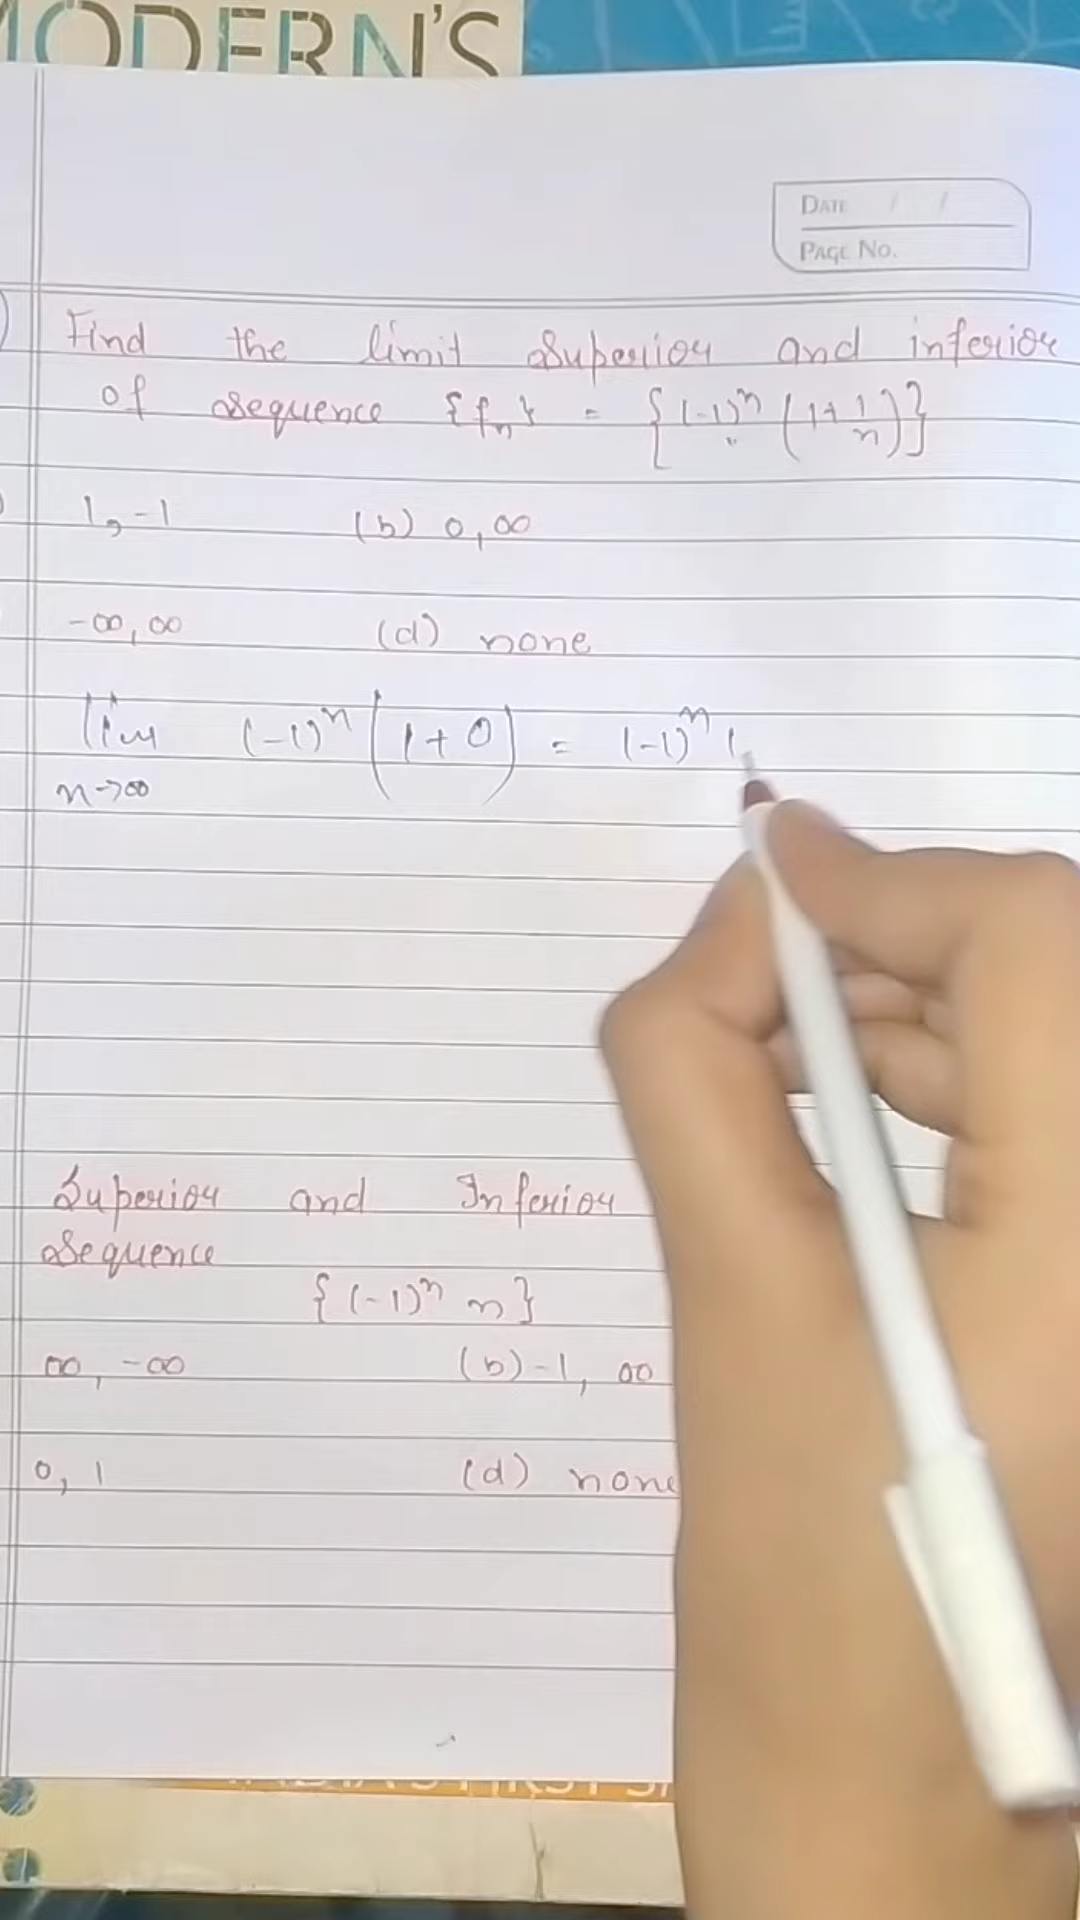 MODERN'S
DATE / /
PAGE NO.
Find the limit superior and inferior
of sequence {fₙ} = {(-1)ⁿ (1+1/n)}
1, -1 (b) 0, ∞
-∞, ∞ (d) none
lim (-1)ⁿ (1+0) = (-1)ⁿ 1
n→∞
Superior and Inferior
Sequence
{(-1)ⁿ n}
∞, -∞ (b) -1, ∞
0, 1 (d) none